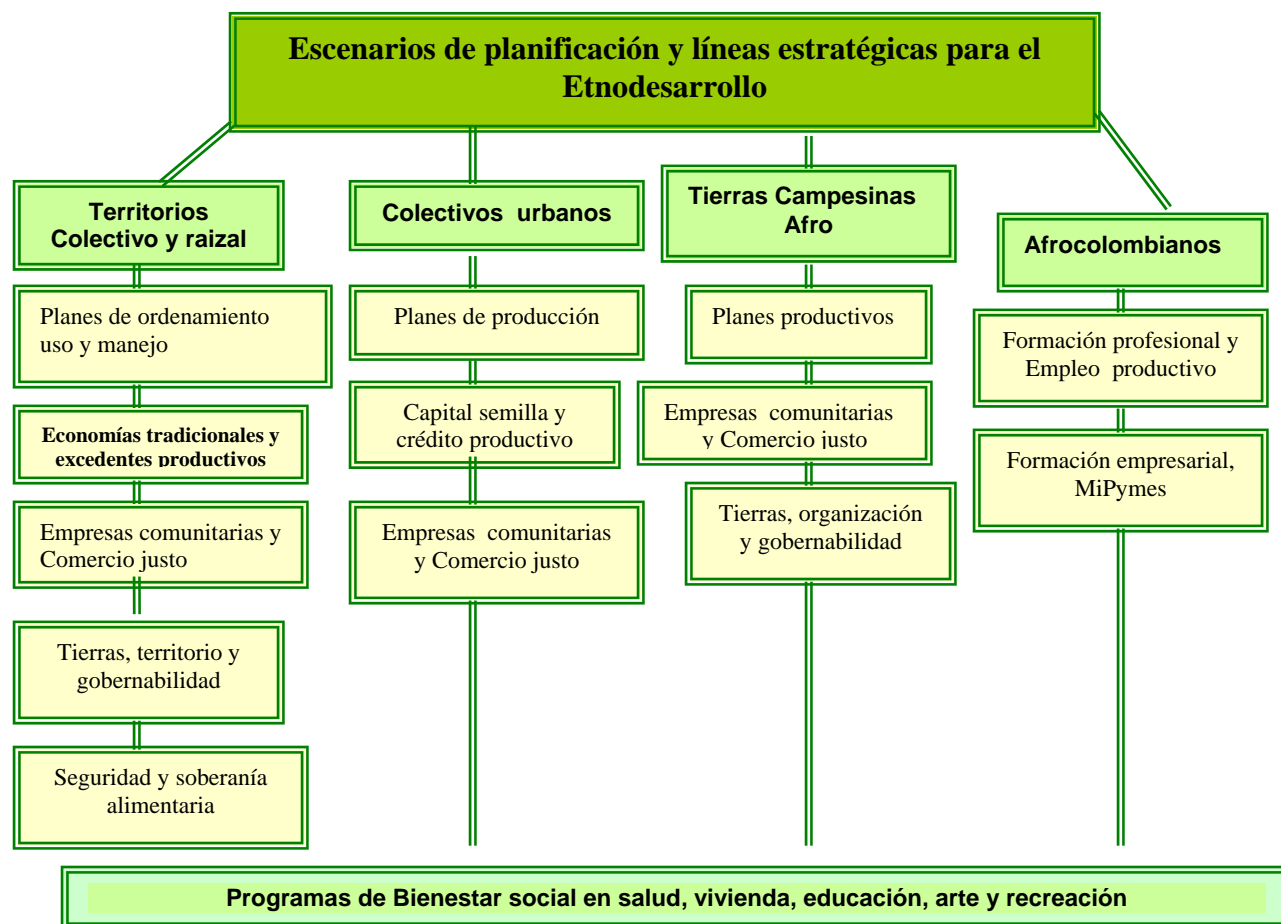 Escenarios de planificación y líneas estratégicas para el
Etnodesarrollo
Territorios
Colectivo y raizal
Planes de ordenamiento
uso y manejo
Economías tradicionales y
excedentes productivos
Empresas comunitarias y
Comercio justo
Tierras, territorio y
gobernabilidad
Seguridad y soberanía
alimentaria
Colectivos urbanos
Planes de producción
Capital semilla y
crédito productivo
Empresas comunitarias
y Comercio justo
Tierras Campesinas
Afro
Planes productivos
Empresas comunitarias
y Comercio justo
Tierras, organización
y gobernabilidad
Afrocolombianos
Formación profesional y
Empleo productivo
Formación empresarial,
MiPymes
Programas de Bienestar social en salud, vivienda, educación, arte y recreación